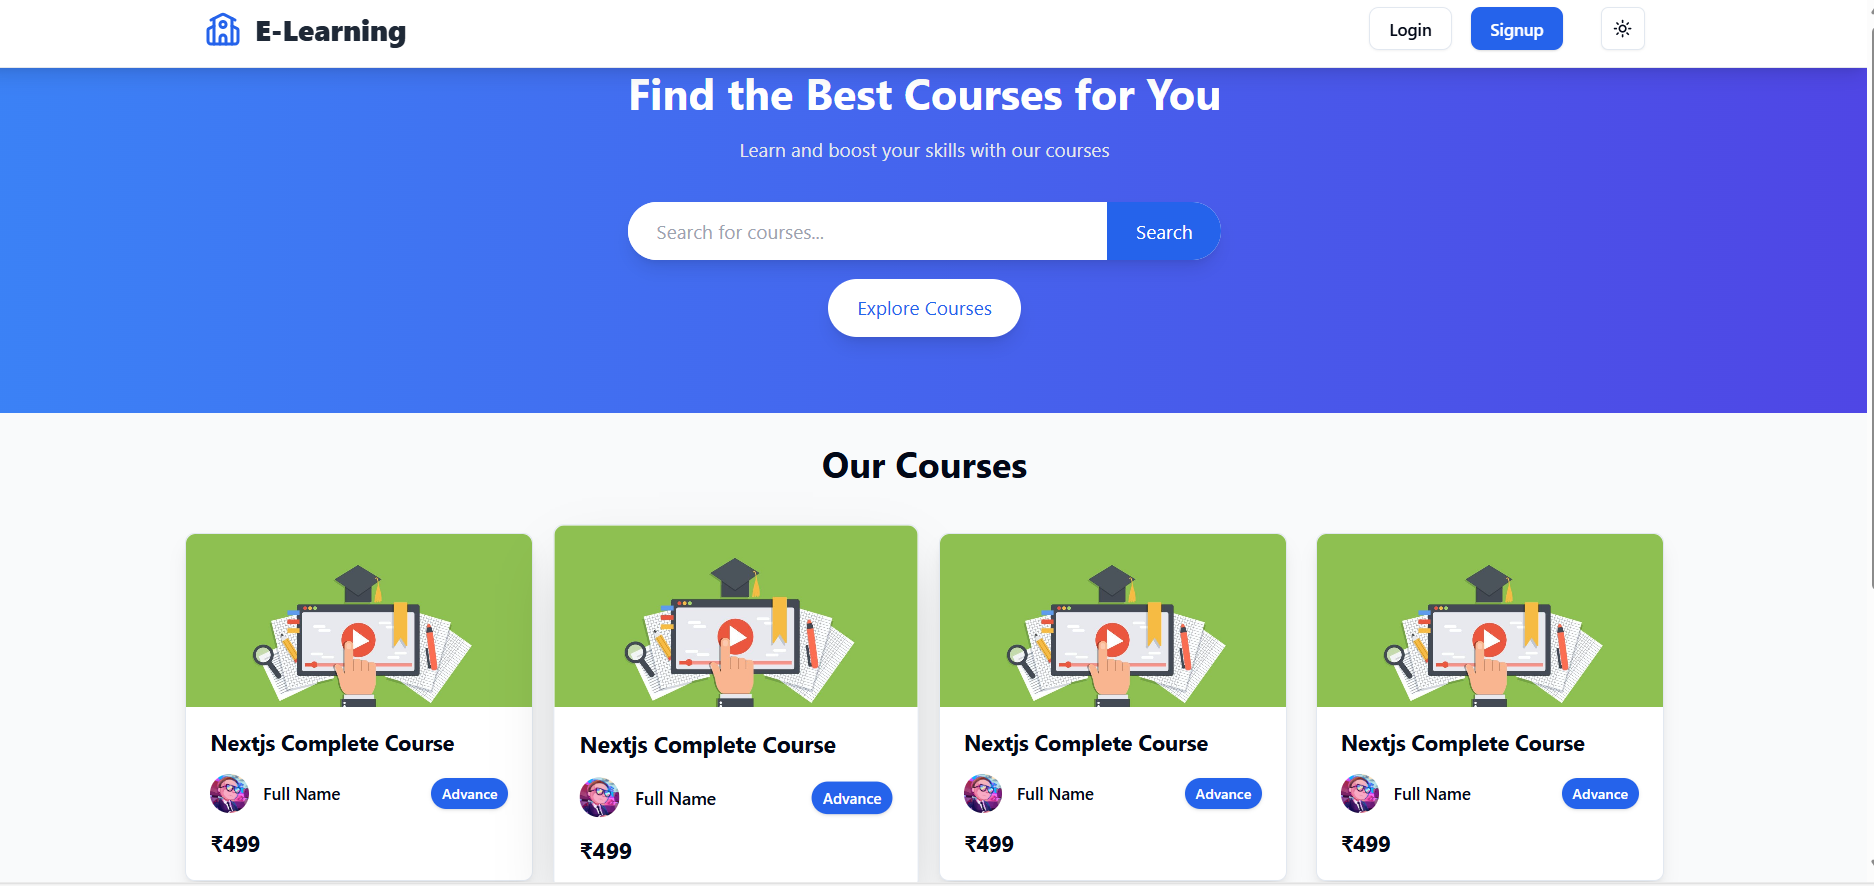 E-Learning
Login
Signup
Find the Best Courses for You
Learn and boost your skills with our courses
Search for courses...
Search
Explore Courses
Our Courses
Nextjs Complete Course
Full Name
Advance
₹499
Nextjs Complete Course
Full Name
Advance
₹499
Nextjs Complete Course
Full Name
Advance
₹499
Nextjs Complete Course
Full Name
Advance
₹499